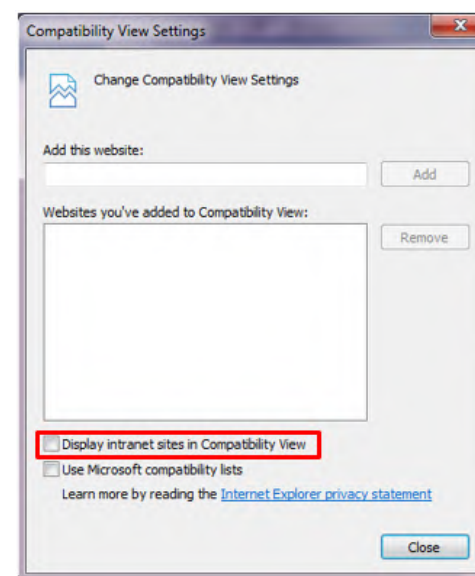 Compatibility View Settings
Change Compatibility View Settings
Add this website:
Add
Websites you've added to Compatibility View:
Remove
Display intranet sites in Compatibility View
Use Microsoft compatibility lists
Learn more by reading the Internet Explorer privacy statement
Close